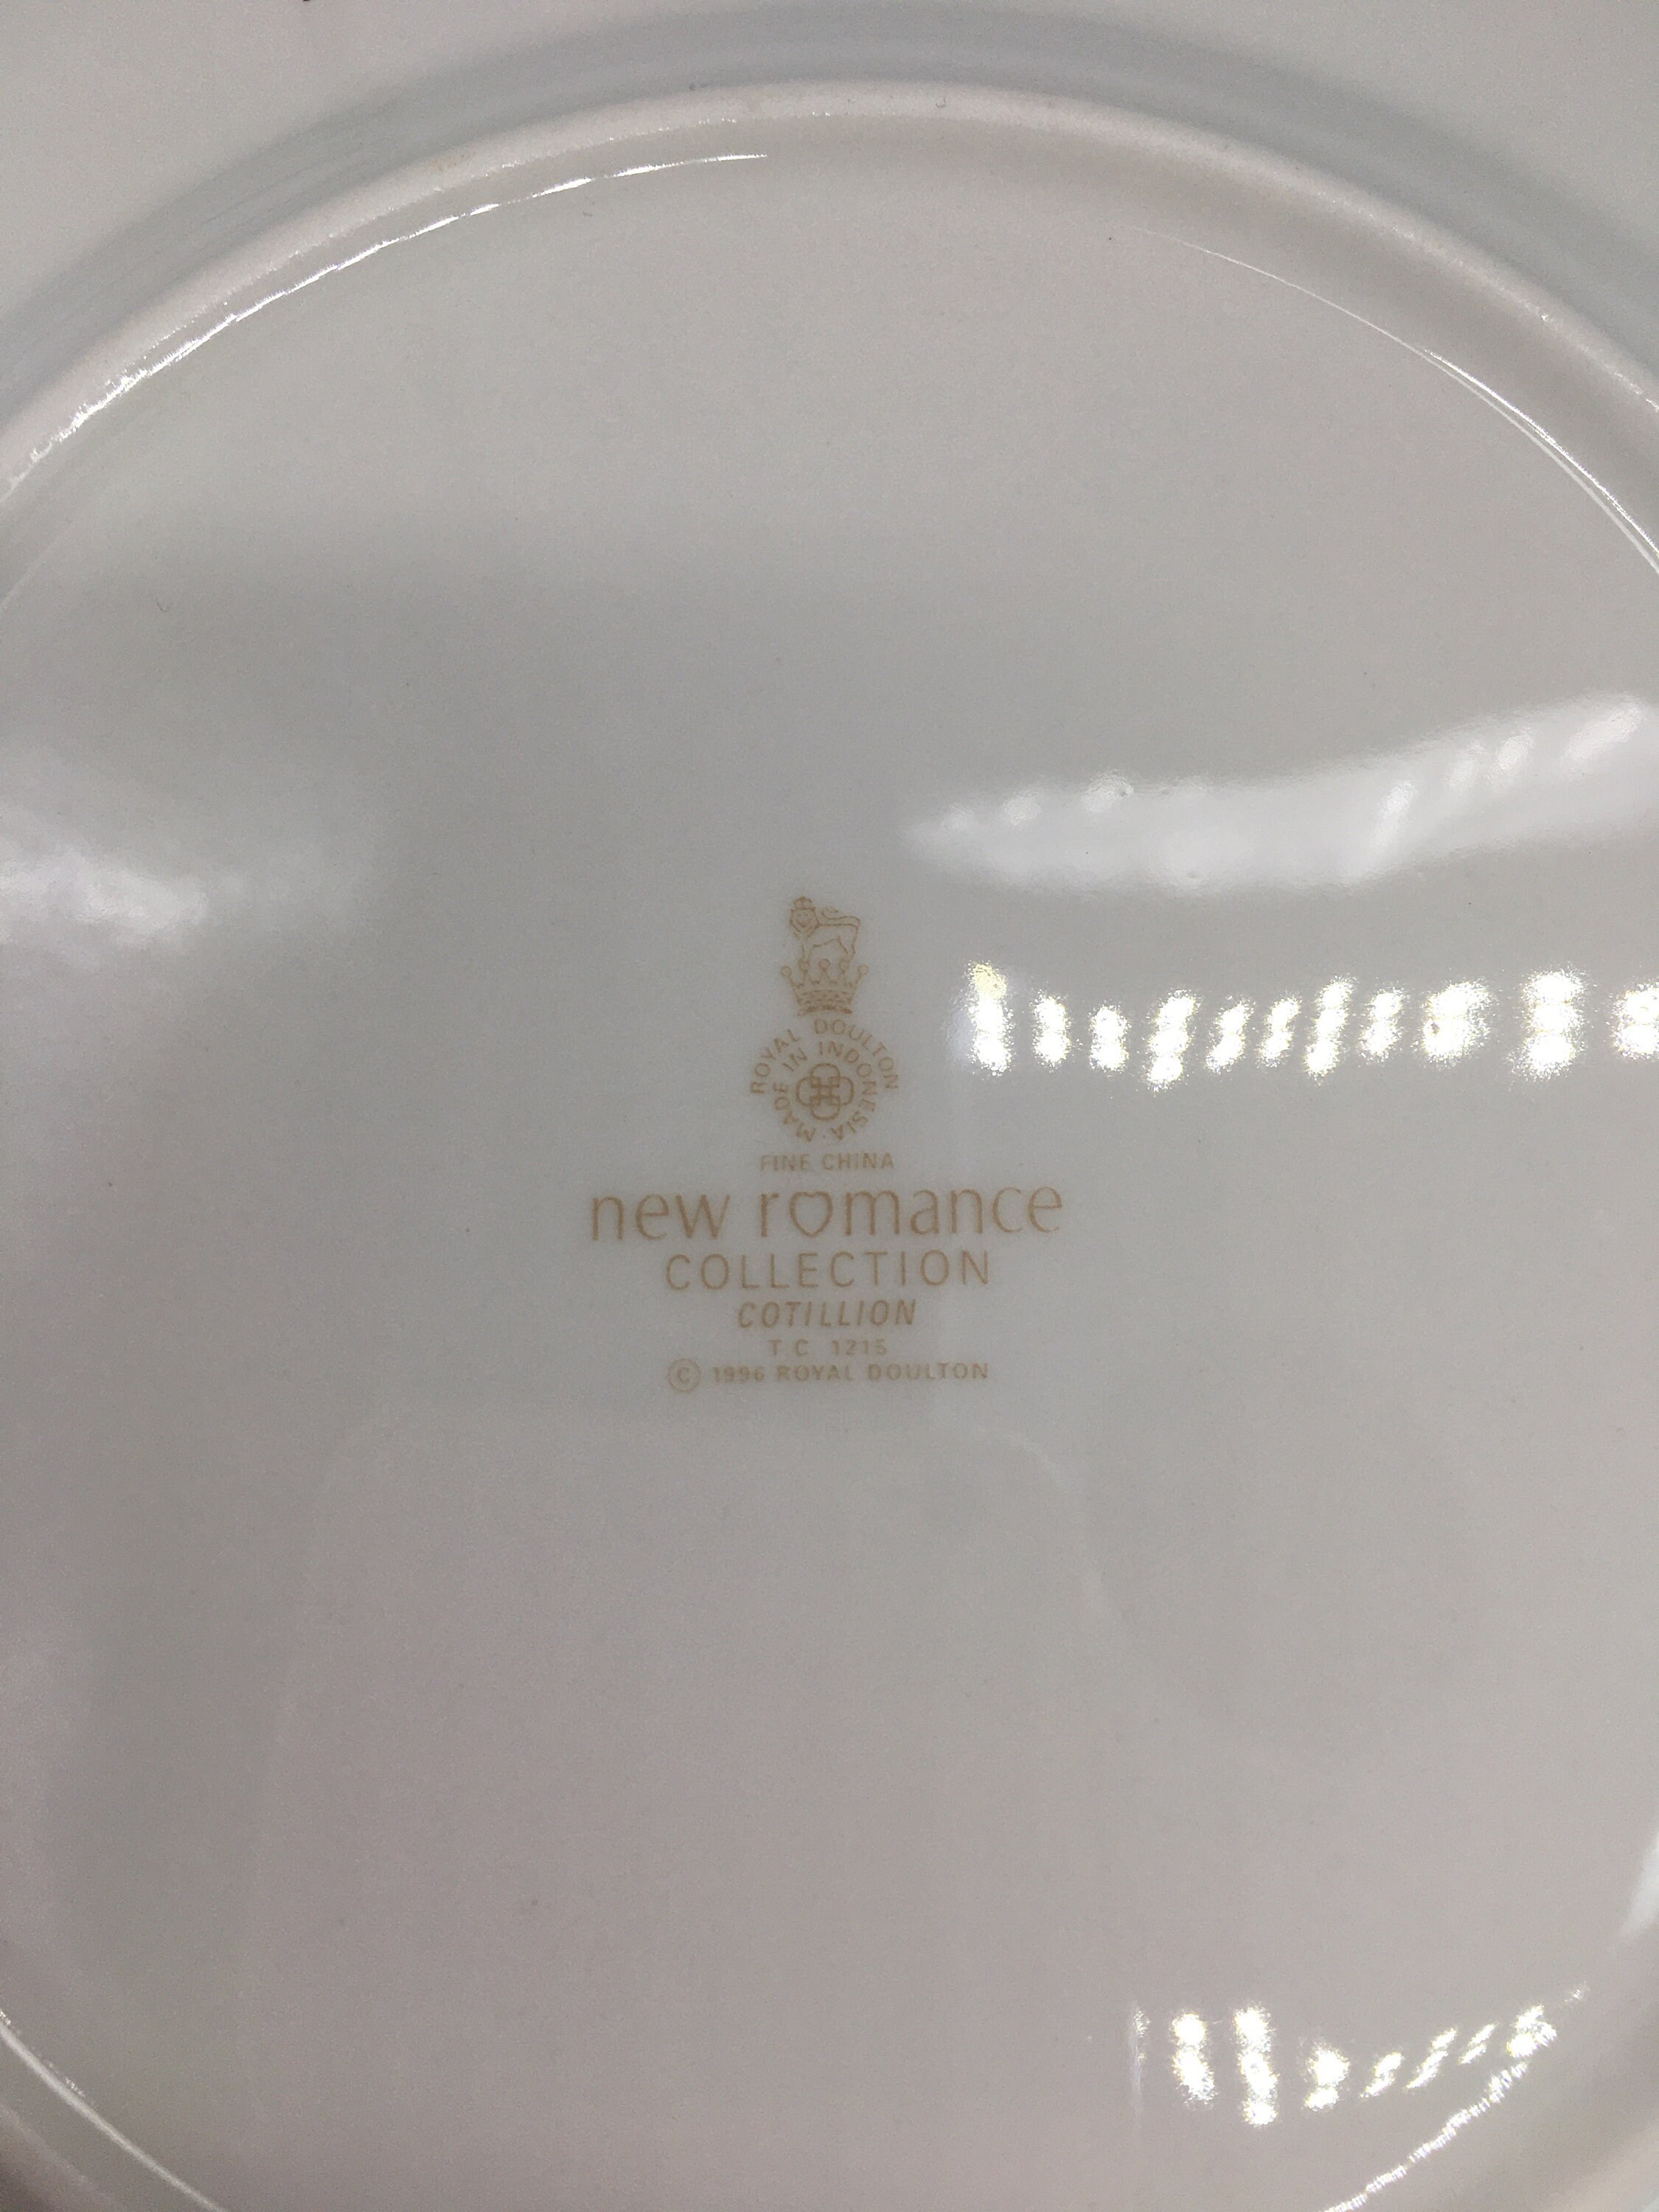 ROYAL DOULTON
MADE IN INDONESIA
FINE CHINA
new romance
COLLECTION
COTILLION
T.C. 1215
© 1996 ROYAL DOULTON